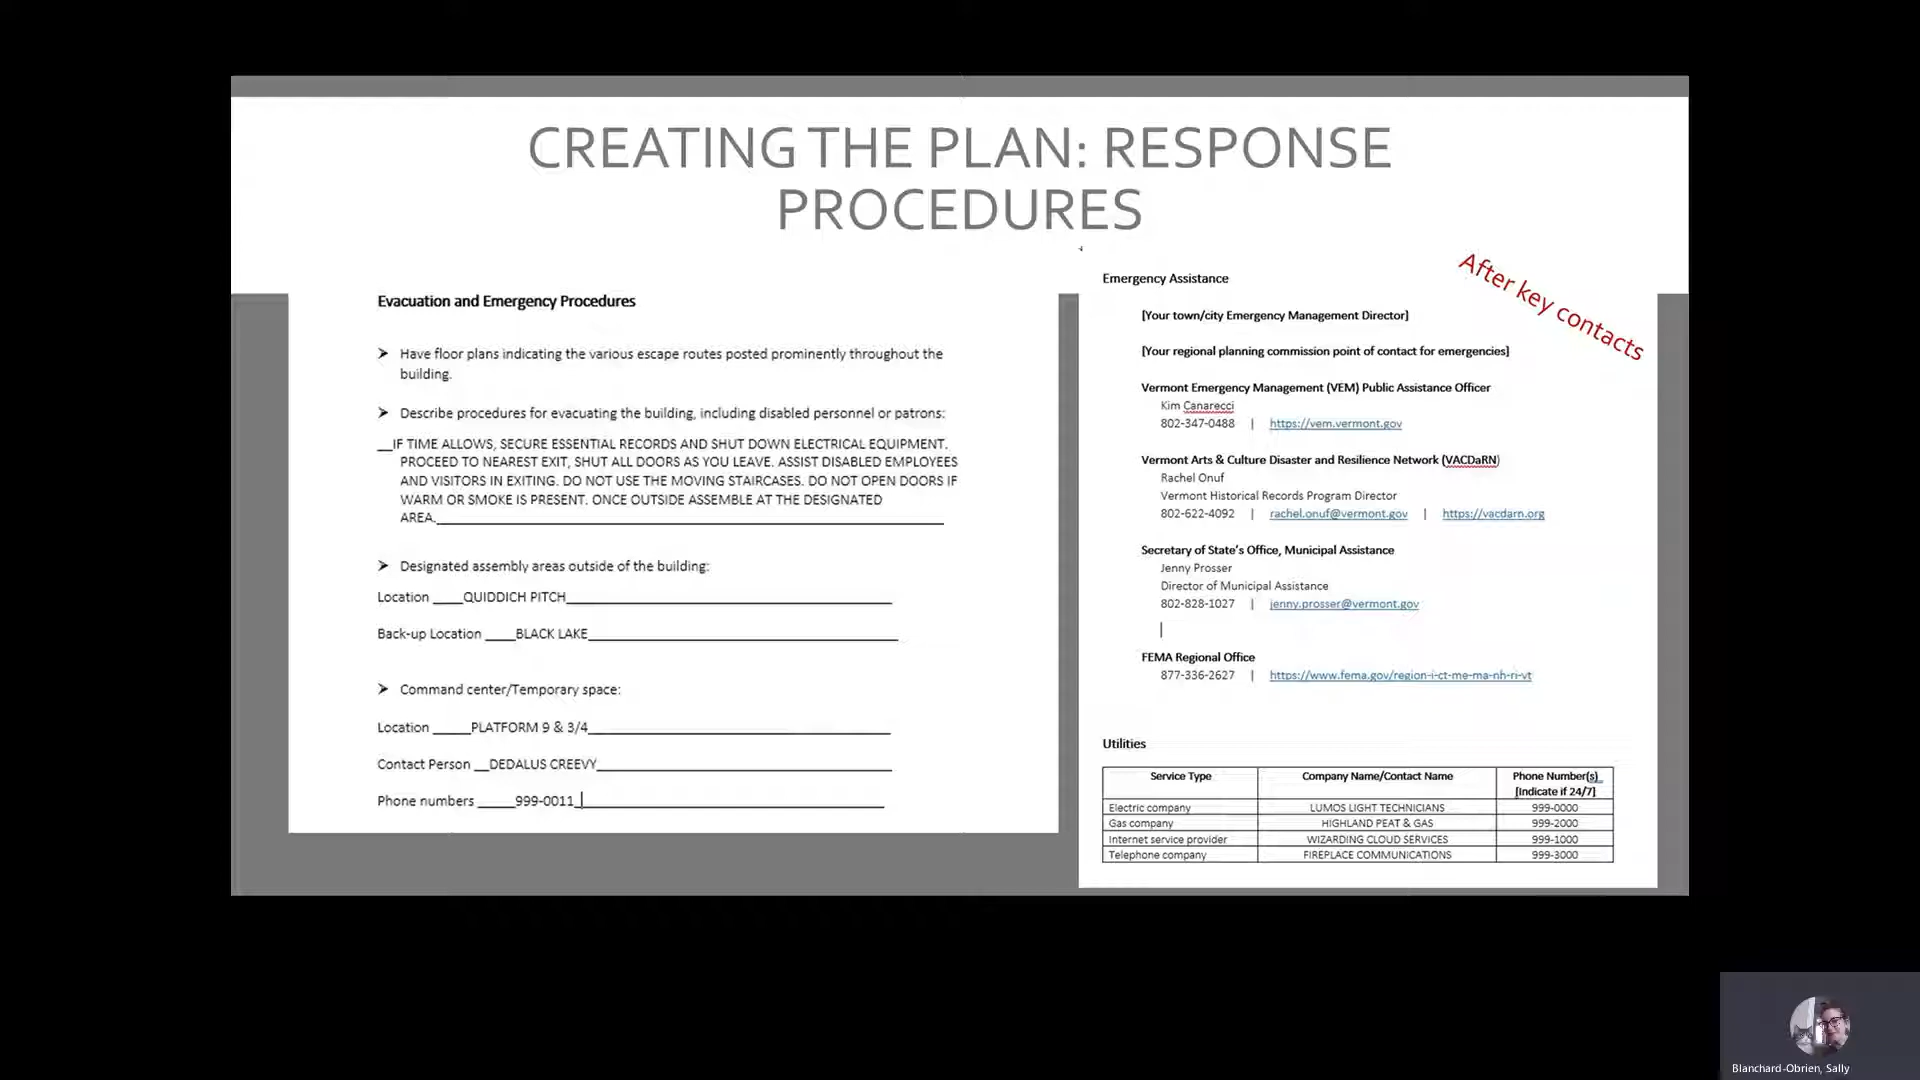 CREATING THE PLAN: RESPONSE
PROCEDURES
Evacuation and Emergency Procedures
➤ Have floor plans indicating the various escape routes posted prominently throughout the
building.
➤ Describe procedures for evacuating the building, including disabled personnel or patrons:
__IF TIME ALLOWS, SECURE ESSENTIAL RECORDS AND SHUT DOWN ELECTRICAL EQUIPMENT.
PROCEED TO NEAREST EXIT, SHUT ALL DOORS AS YOU LEAVE. ASSIST DISABLED EMPLOYEES
AND VISITORS IN EXITING. DO NOT USE THE MOVING STAIRCASES. DO NOT OPEN DOORS IF
WARM OR SMOKE IS PRESENT. ONCE OUTSIDE ASSEMBLE AT THE DESIGNATED
AREA.
➤ Designated assembly areas outside of the building:
Location ____QUIDDICH PITCH
Back-up Location ____BLACK LAKE
➤ Command center/Temporary space:
Location _____PLATFORM 9 & 3/4
Contact Person __DEDALUS CREEVY
Phone numbers _____999-0011_
After key contacts
Emergency Assistance
[Your town/city Emergency Management Director]
[Your regional planning commission point of contact for emergencies]
Vermont Emergency Management (VEM) Public Assistance Officer
Kim Canarecci
802-347-0488 | https://vem.vermont.gov
Vermont Arts & Culture Disaster and Resilience Network (VACDaRN)
Rachel Onuf
Vermont Historical Records Program Director
802-622-4092 | rachel.onuf@vermont.gov | https://vacdarn.org
Secretary of State's Office, Municipal Assistance
Jenny Prosser
Director of Municipal Assistance
802-828-1027 | jenny.prosser@vermont.gov
FEMA Regional Office
877-336-2627 | https://www.fema.gov/region-i-ct-me-ma-nh-ri-vt
Utilities
Service Type Company Name/Contact Name Phone Number(s)
[Indicate if 24/7]
Electric company LUMOS LIGHT TECHNICIANS 999-0000
Gas company HIGHLAND PEAT & GAS 999-2000
Internet service provider WIZARDING CLOUD SERVICES 999-1000
Telephone company FIREPLACE COMMUNICATIONS 999-3000
Blanchard-Obrien, Sally